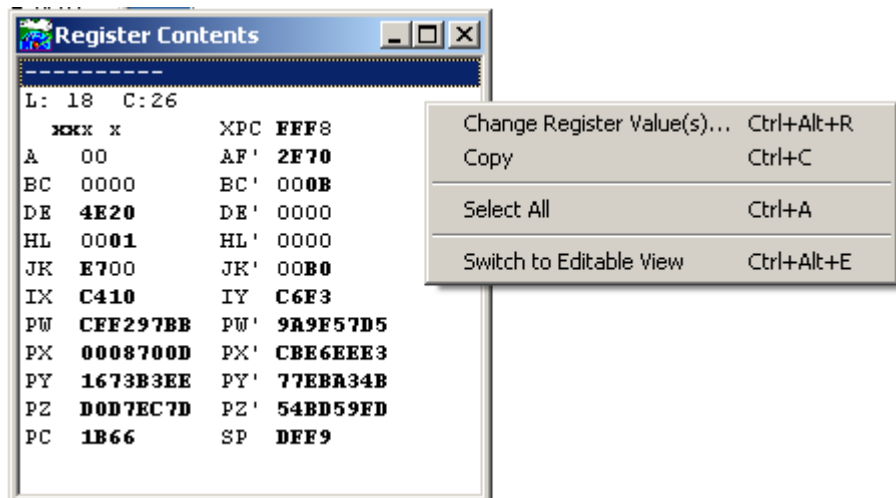 Register Contents
----------
L: 18 C:26
xxx x XPC FFF8
A 00 AF' 2F70
BC 0000 BC' 000B
DE 4E20 DE' 0000
HL 0001 HL' 0000
JK E700 JK' 00B0
IX C410 IY C6F3
PW CFF297BB PW' 9A9F57D5
PX 0008700D PX' CBE6EEE3
PY 1673B3EE PY' 77EBA34B
PZ D0D7EC7D PZ' 54BD59FD
PC 1B66 SP DFF9
Change Register Value(s)... Ctrl+Alt+R
Copy Ctrl+C
Select All Ctrl+A
Switch to Editable View Ctrl+Alt+E